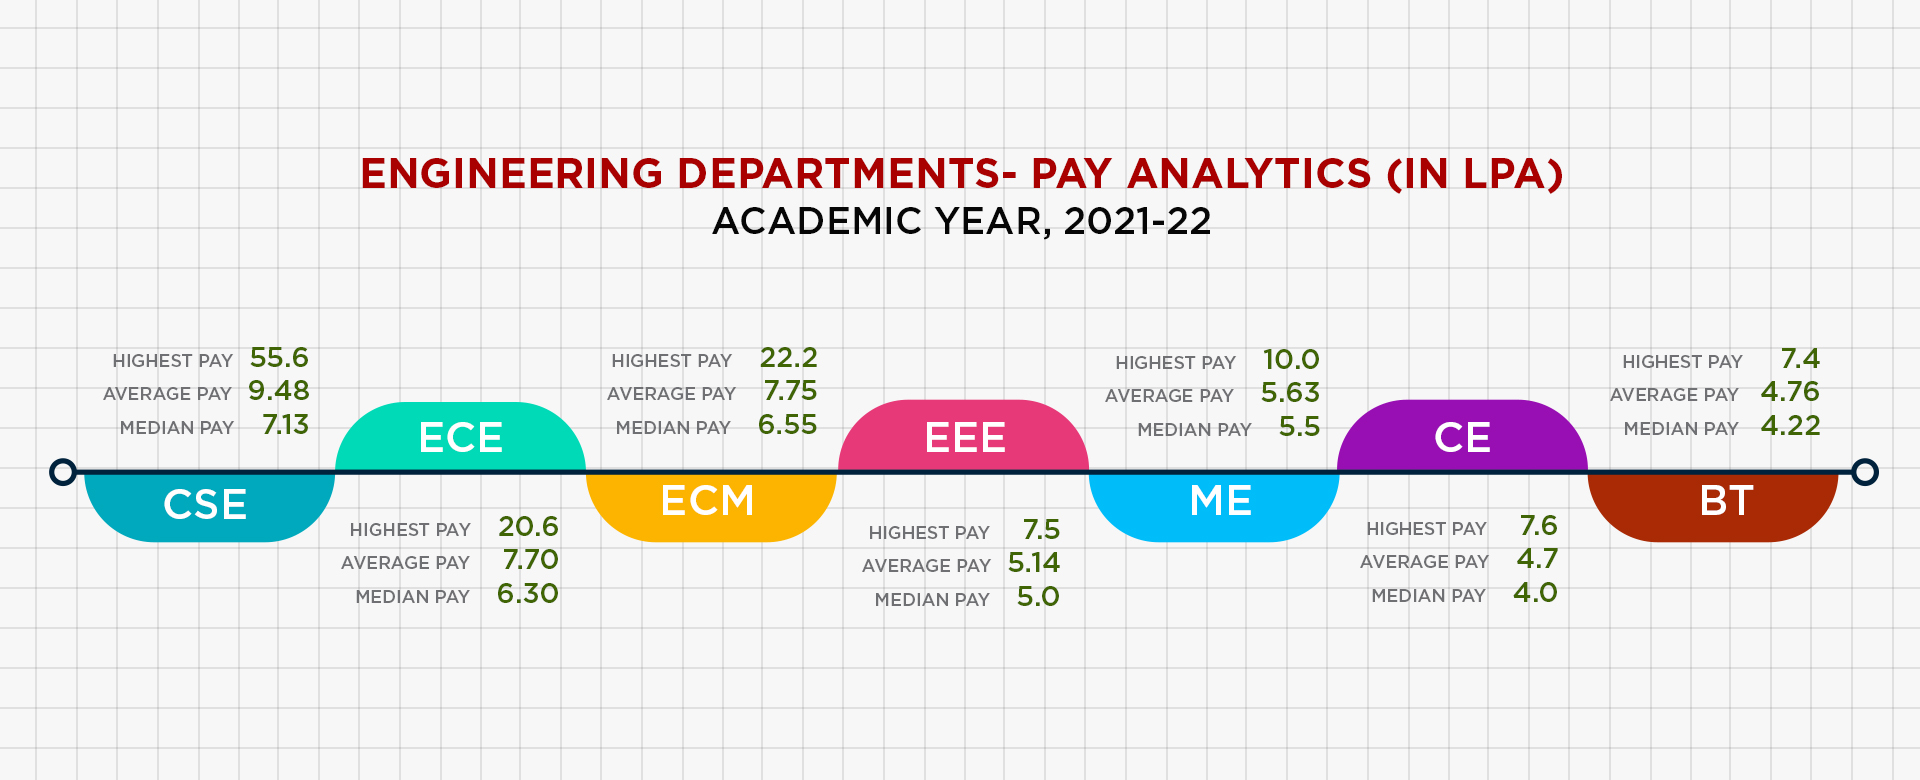 ENGINEERING DEPARTMENTS- PAY ANALYTICS (IN LPA)
ACADEMIC YEAR, 2021-22
HIGHEST PAY 55.6
AVERAGE PAY 9.48
MEDIAN PAY 7.13
CSE
ECE
HIGHEST PAY 20.6
AVERAGE PAY 7.70
MEDIAN PAY 6.30
HIGHEST PAY 22.2
AVERAGE PAY 7.75
MEDIAN PAY 6.55
ECM
EEE
HIGHEST PAY 7.5
AVERAGE PAY 5.14
MEDIAN PAY 5.0
HIGHEST PAY 10.0
AVERAGE PAY 5.63
MEDIAN PAY 5.5
ME
CE
HIGHEST PAY 7.6
AVERAGE PAY 4.7
MEDIAN PAY 4.0
HIGHEST PAY 7.4
AVERAGE PAY 4.76
MEDIAN PAY 4.22
BT